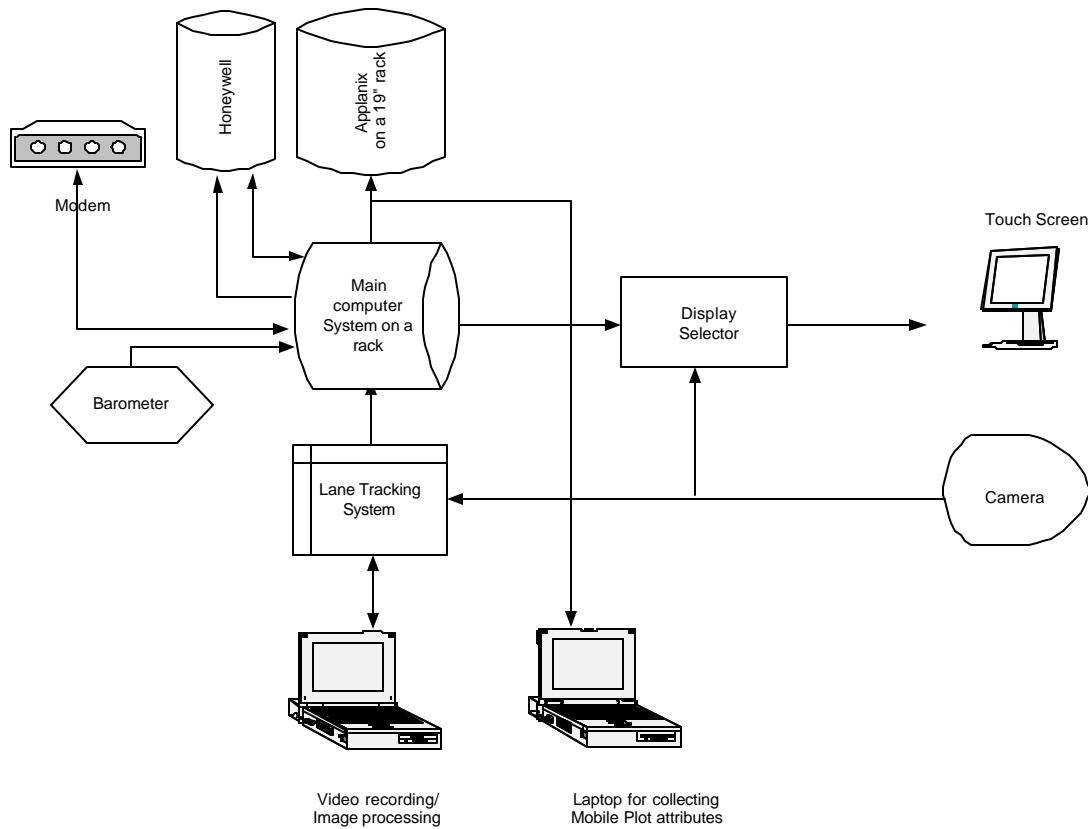 Honeywell
Applanix
on a 19" rack
Modem
Touch Screen
Main
computer
System on a
rack
Display
Selector
Barometer
Lane Tracking
System
Camera
Video recording/
Image processing
Laptop for collecting
Mobile Plot attributes